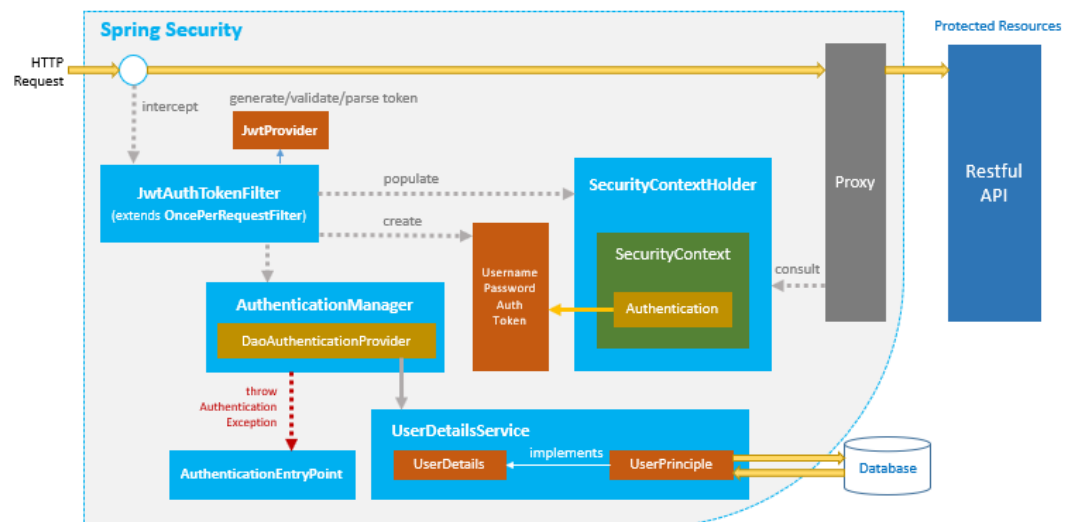 Spring Security
Protected Resources
HTTP
Request
intercept
generate/validate/parse token
JwtProvider
JwtAuthTokenFilter
(extends OncePerRequestFilter)
populate
create
SecurityContextHolder
SecurityContext
Authentication
Username
Password
Auth
Token
Proxy
consult
Restful
API
AuthenticationManager
DaoAuthenticationProvider
throw
Authentication
Exception
AuthenticationEntryPoint
UserDetailsService
UserDetails
implements
UserPrinciple
Database